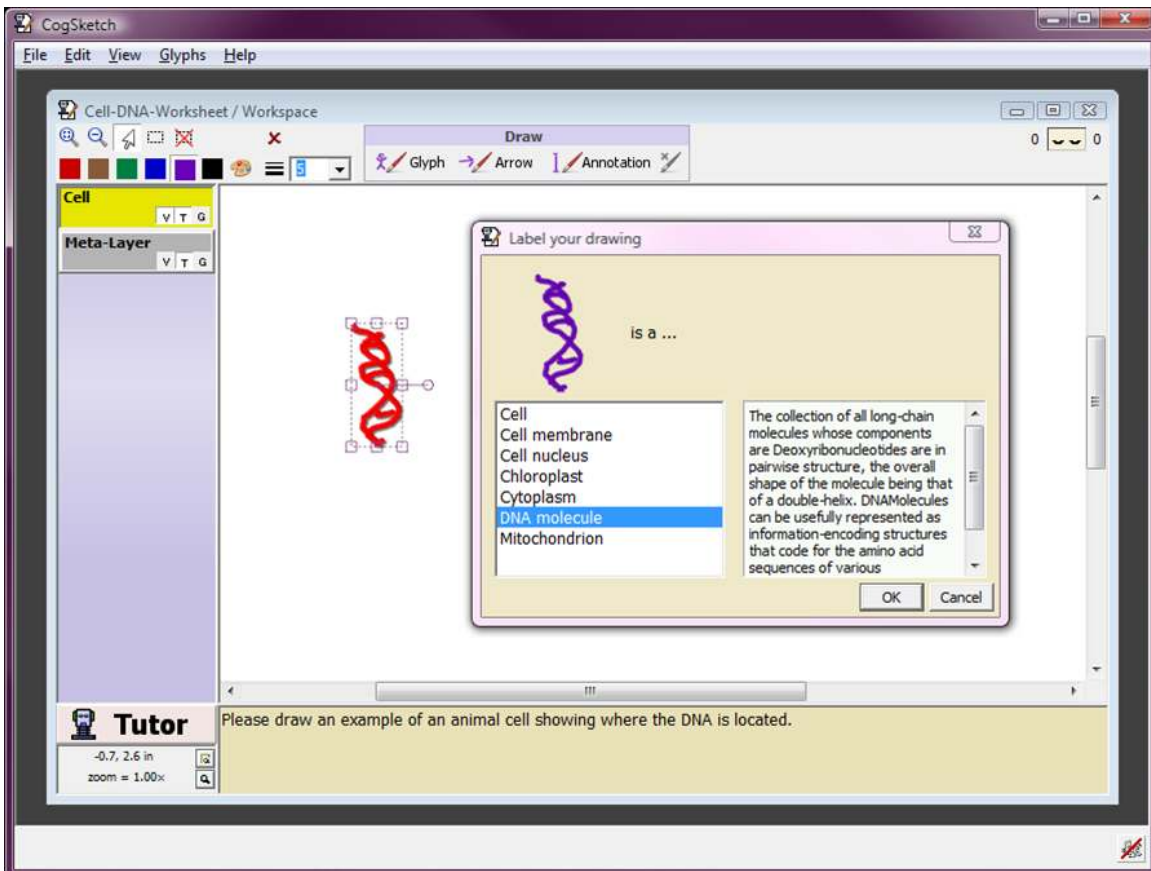 CogSketch
File Edit View Glyphs Help
Cell-DNA-Worksheet / Workspace
Draw
0 0
5
Glyph Arrow Annotation
Cell
V T G
Meta-Layer
V T G
Label your drawing
is a ...
Cell
Cell membrane
Cell nucleus
Chloroplast
Cytoplasm
DNA molecule
Mitochondrion
The collection of all long-chain
molecules whose components
are Deoxyribonucleotides are in
pairwise structure, the overall
shape of the molecule being that
of a double-helix. DNAMolecules
can be usefully represented as
information-encoding structures
that code for the amino acid
sequences of various
OK Cancel
Tutor
Please draw an example of an animal cell showing where the DNA is located.
-0.7, 2.6 in
zoom = 1.00×